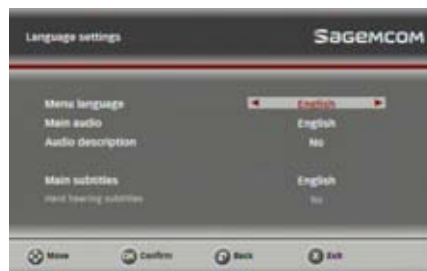 Language settings
SAGEMCOM
Menu language English
Main audio English
Audio description No
Main subtitles English
Hard hearing subtitles No
Move Confirm Back Exit